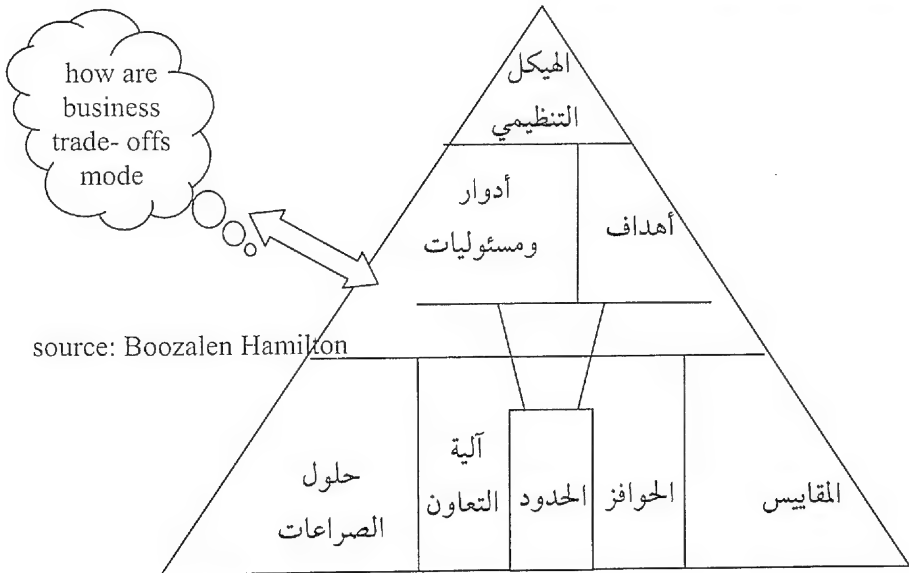 how are
business
trade- offs
mode
الهيكل
التنظيمي
أدوار
ومسئوليات
أهداف
source: Boozalen Hamilton
المقاييس
الحوافز
الحدود
آلية
التعاون
حلول
الصراعات